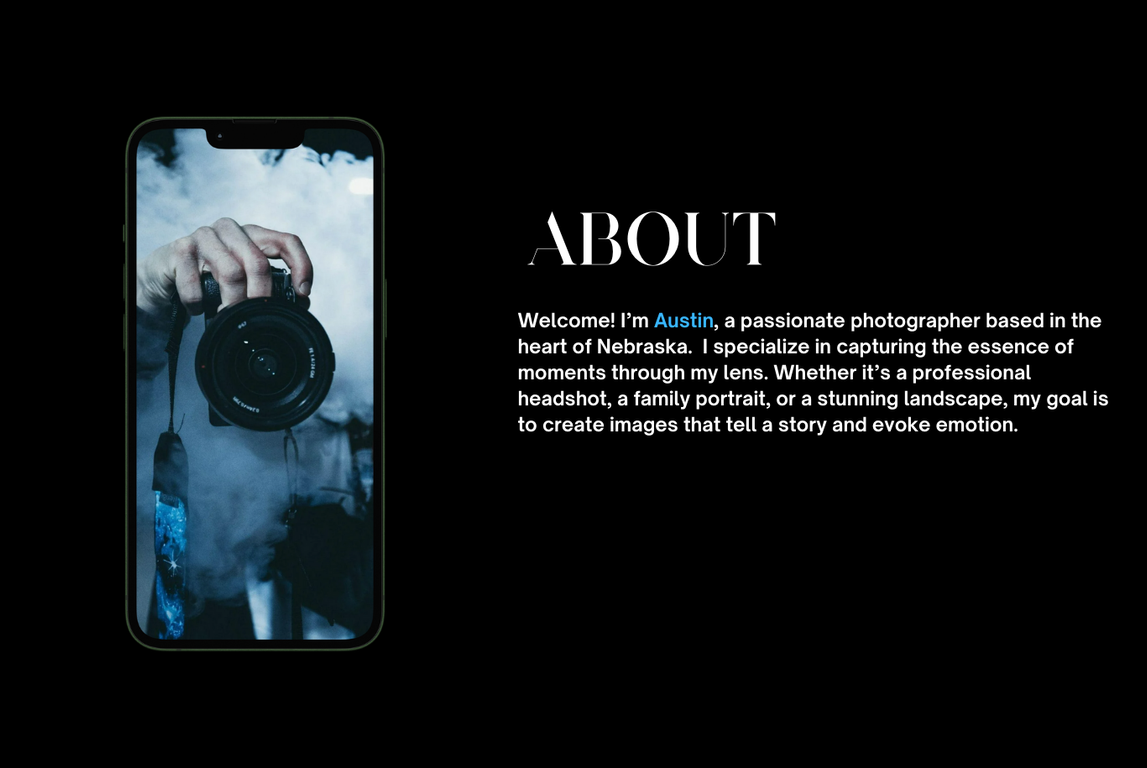 ABOUT
Welcome! I’m Austin, a passionate photographer based in the
heart of Nebraska.  I specialize in capturing the essence of
moments through my lens. Whether it’s a professional
headshot, a family portrait, or a stunning landscape, my goal is
to create images that tell a story and evoke emotion.